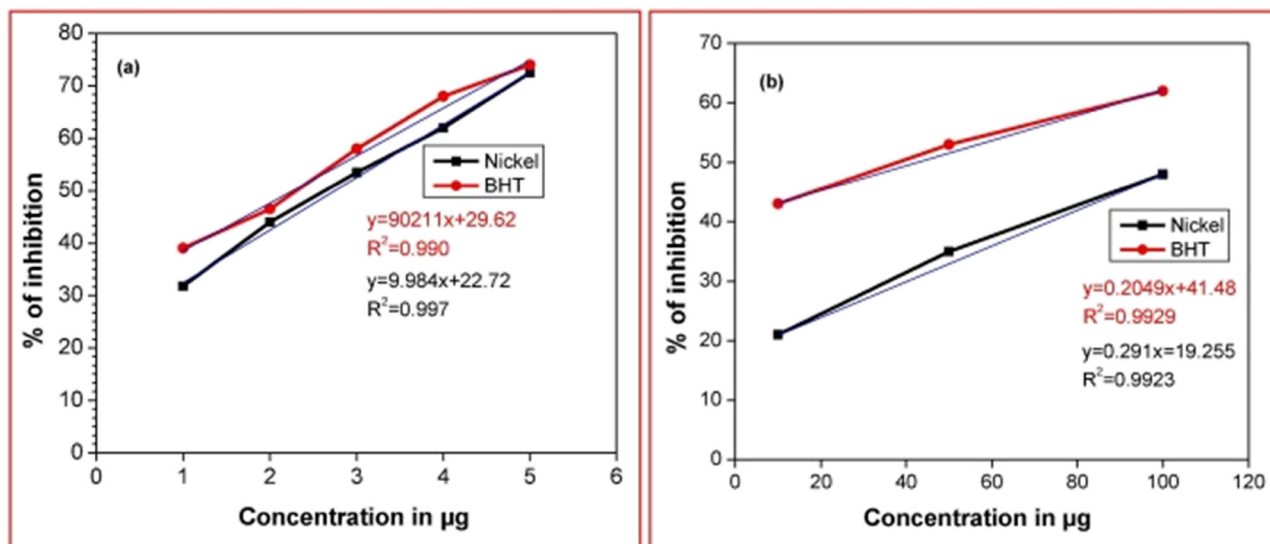 (a)
% of inhibition
80
70
60
50
40
30
20
10
0
Nickel
BHT
y=90211x+29.62
R²=0.990
y=9.984x+22.72
R²=0.997
0 1 2 3 4 5 6
Concentration in μg
(b)
% of inhibition
70
60
50
40
30
20
10
0
Nickel
BHT
y=0.2049x+41.48
R²=0.9929
y=0.291x=19.255
R²=0.9923
0 20 40 60 80 100 120
Concentration in μg